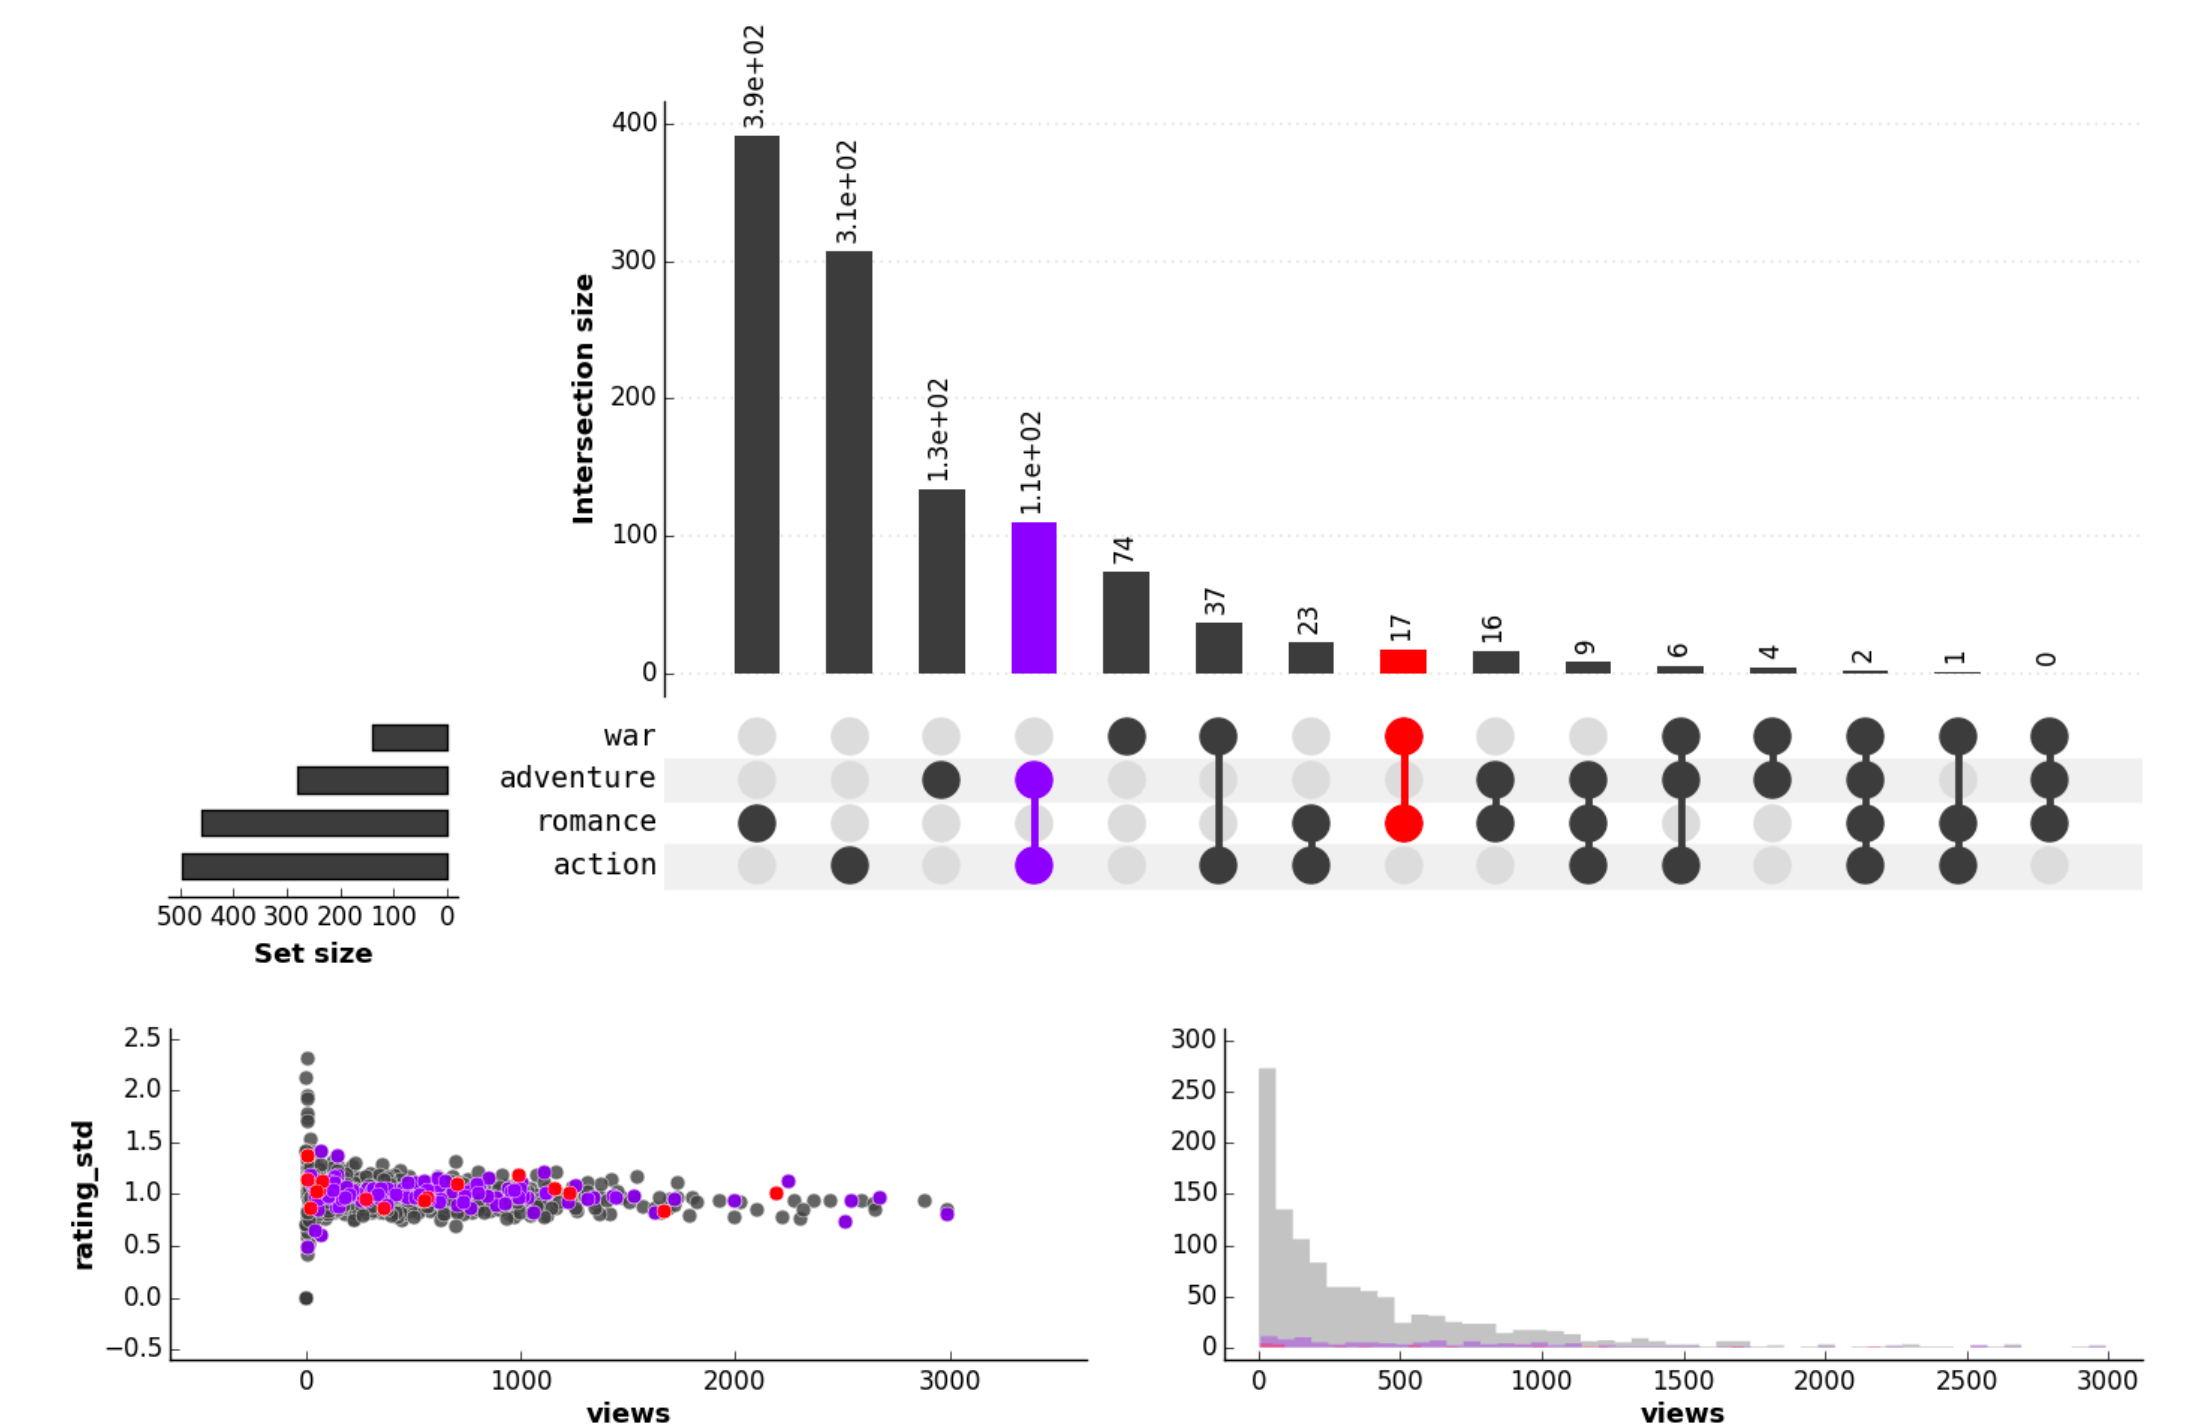 3.9e+02
3.1e+02
1.3e+02
1.1e+02
74
37
23
17
16
9
6
4
2
1
0
Intersection size
400
300
200
100
0
war
adventure
romance
action
500 400 300 200 100 0
Set size
rating_std
2.5
2.0
1.5
1.0
0.5
0.0
−0.5
0 1000 2000 3000
views
300
250
200
150
100
50
0
0 500 1000 1500 2000 2500 3000
views